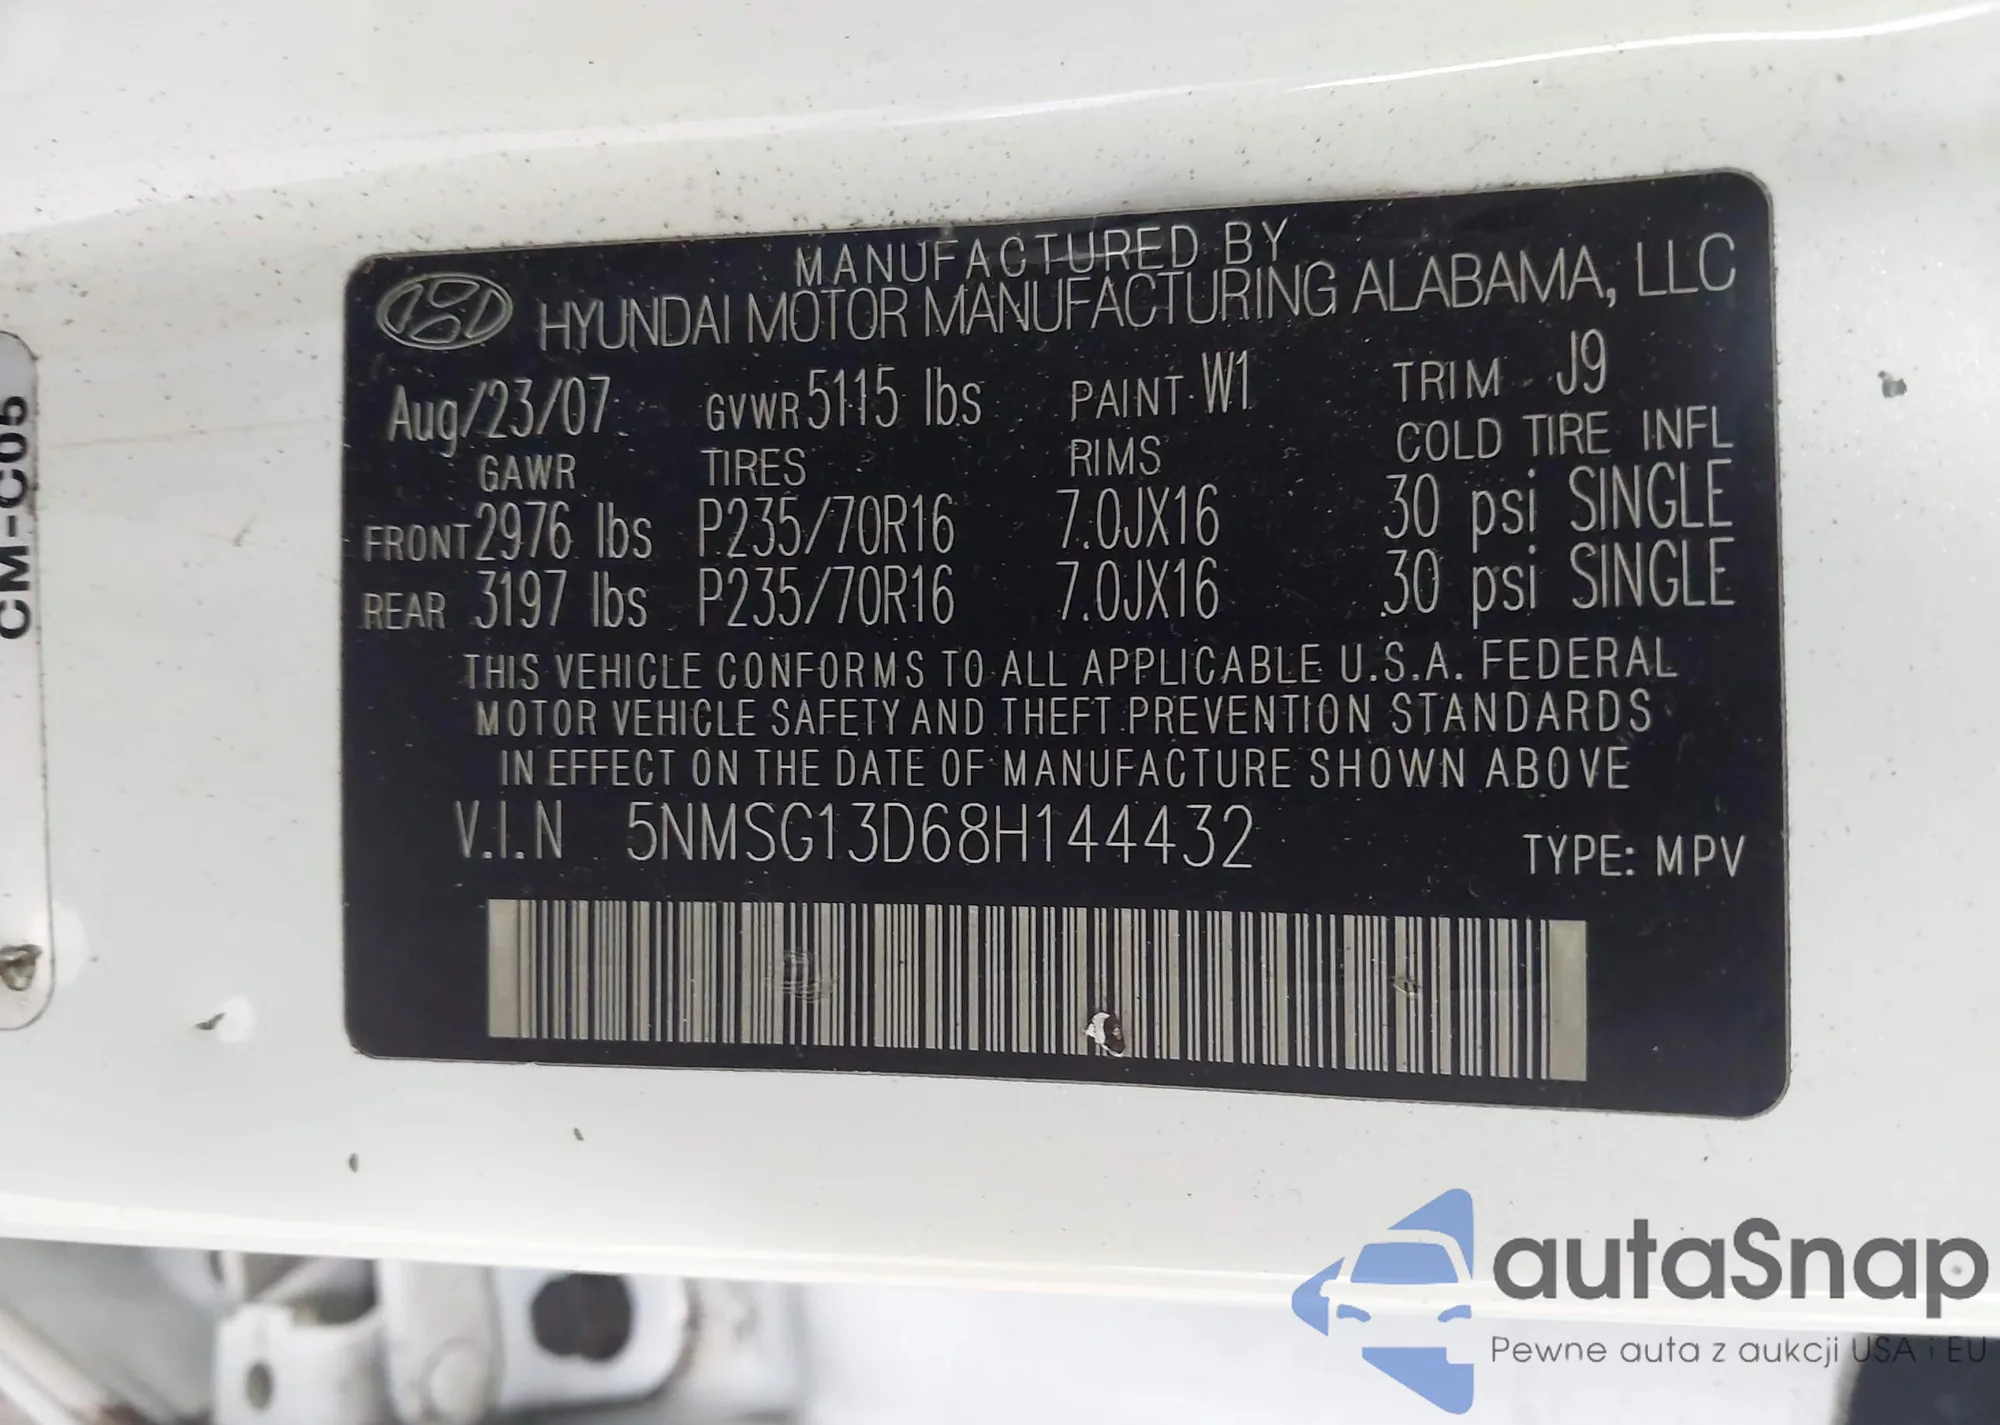 MANUFACTURED BY
HYUNDAI MOTOR MANUFACTURING ALABAMA, LLC
Aug/23/07 GVWR 5115 lbs PAINT W1 TRIM J9
GAWR TIRES RIMS COLD TIRE INFL
FRONT 2976 lbs P235/70R16 7.0JX16 30 psi SINGLE
REAR 3197 lbs P235/70R16 7.0JX16 30 psi SINGLE
THIS VEHICLE CONFORMS TO ALL APPLICABLE U.S.A. FEDERAL
MOTOR VEHICLE SAFETY AND THEFT PREVENTION STANDARDS
IN EFFECT ON THE DATE OF MANUFACTURE SHOWN ABOVE
V.I.N 5NMSG13D68H144432 TYPE: MPV
CM-C05
autaSnap
Pewne auta z aukcji USA i EU